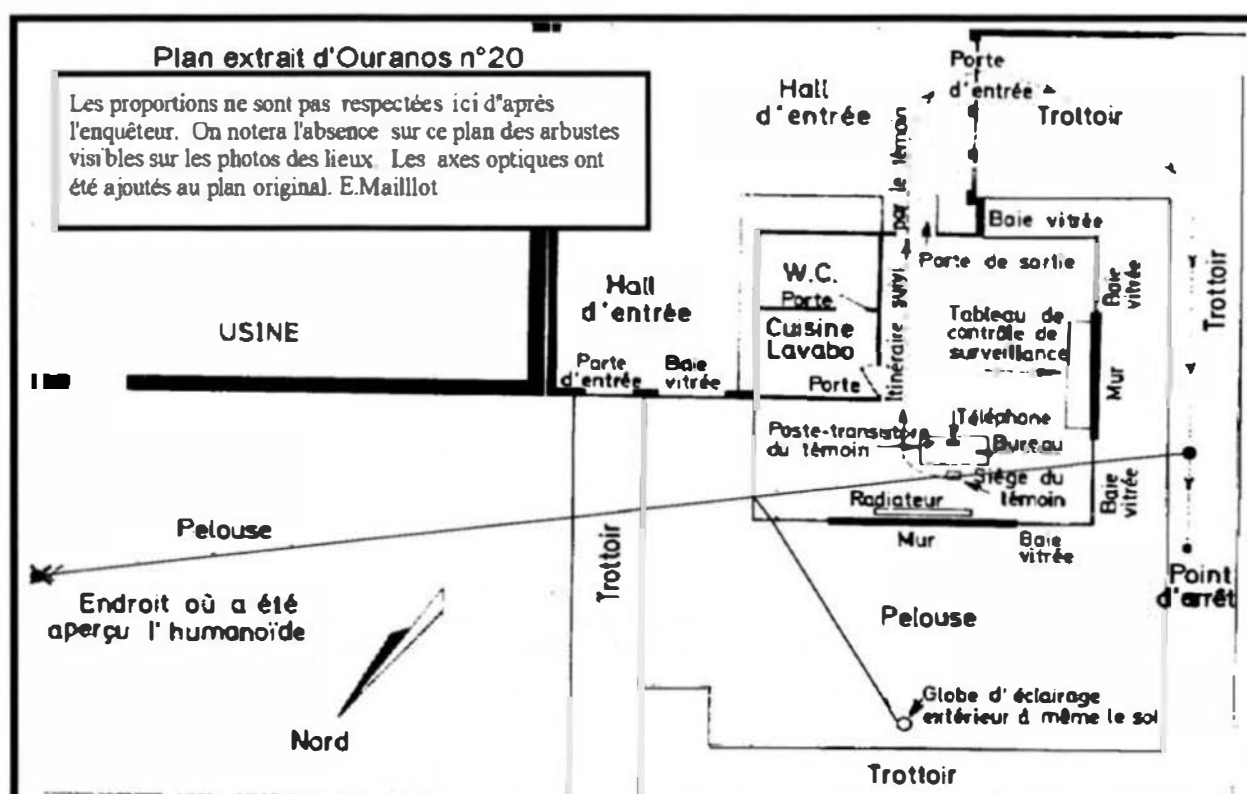 Plan extrait d'Ouranos n°20
Les proportions ne sont pas respectées ici d"après
l'enquêteur. On notera l'absence sur ce plan des arbustes
visibles sur les photos des lieux. Les axes optiques ont
été ajoutés au plan original. E.Mailllot
Hall
d'entrée
Porte
d'entrée
Trottoir
par le témoin
Itinéraire suivi
Baie vitrée
Porte de sortie
W.C.
Porte
Cuisine
Lavabo
Porte
Hall
d'entrée
USINE
Porte
d'entrée
Baie
vitrée
Tableau de
contrôle de
surveillance
Baie
vitrée
Mur
Trottoir
Téléphone
Poste-transistor
du témoin
Bureau
Siège du
témoin
Baie
vitrée
Radiateur
Mur
Baie
vitrée
Pelouse
Trottoir
Point
d'arrêt
Endroit où a été
aperçu l'humanoïde
Pelouse
Nord
Globe d'éclairage
extérieur à même le sol
Trottoir